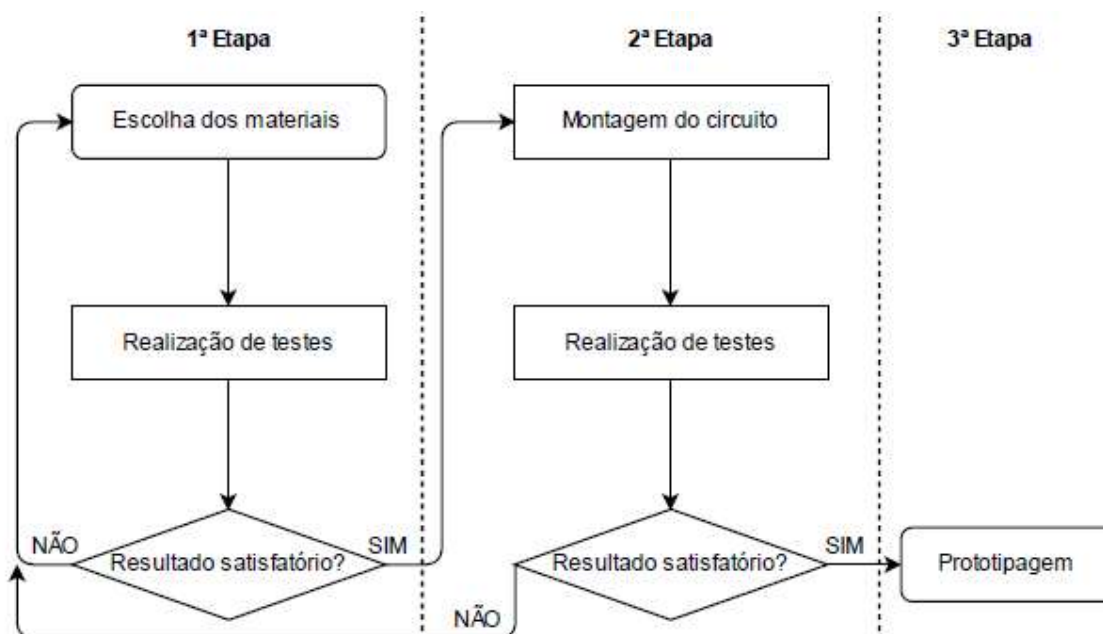 1ª Etapa
2ª Etapa
3ª Etapa
Escolha dos materiais
Montagem do circuito
Realização de testes
Realização de testes
NÃO
Resultado satisfatório?
SIM
Resultado satisfatório?
SIM
Prototipagem
NÃO